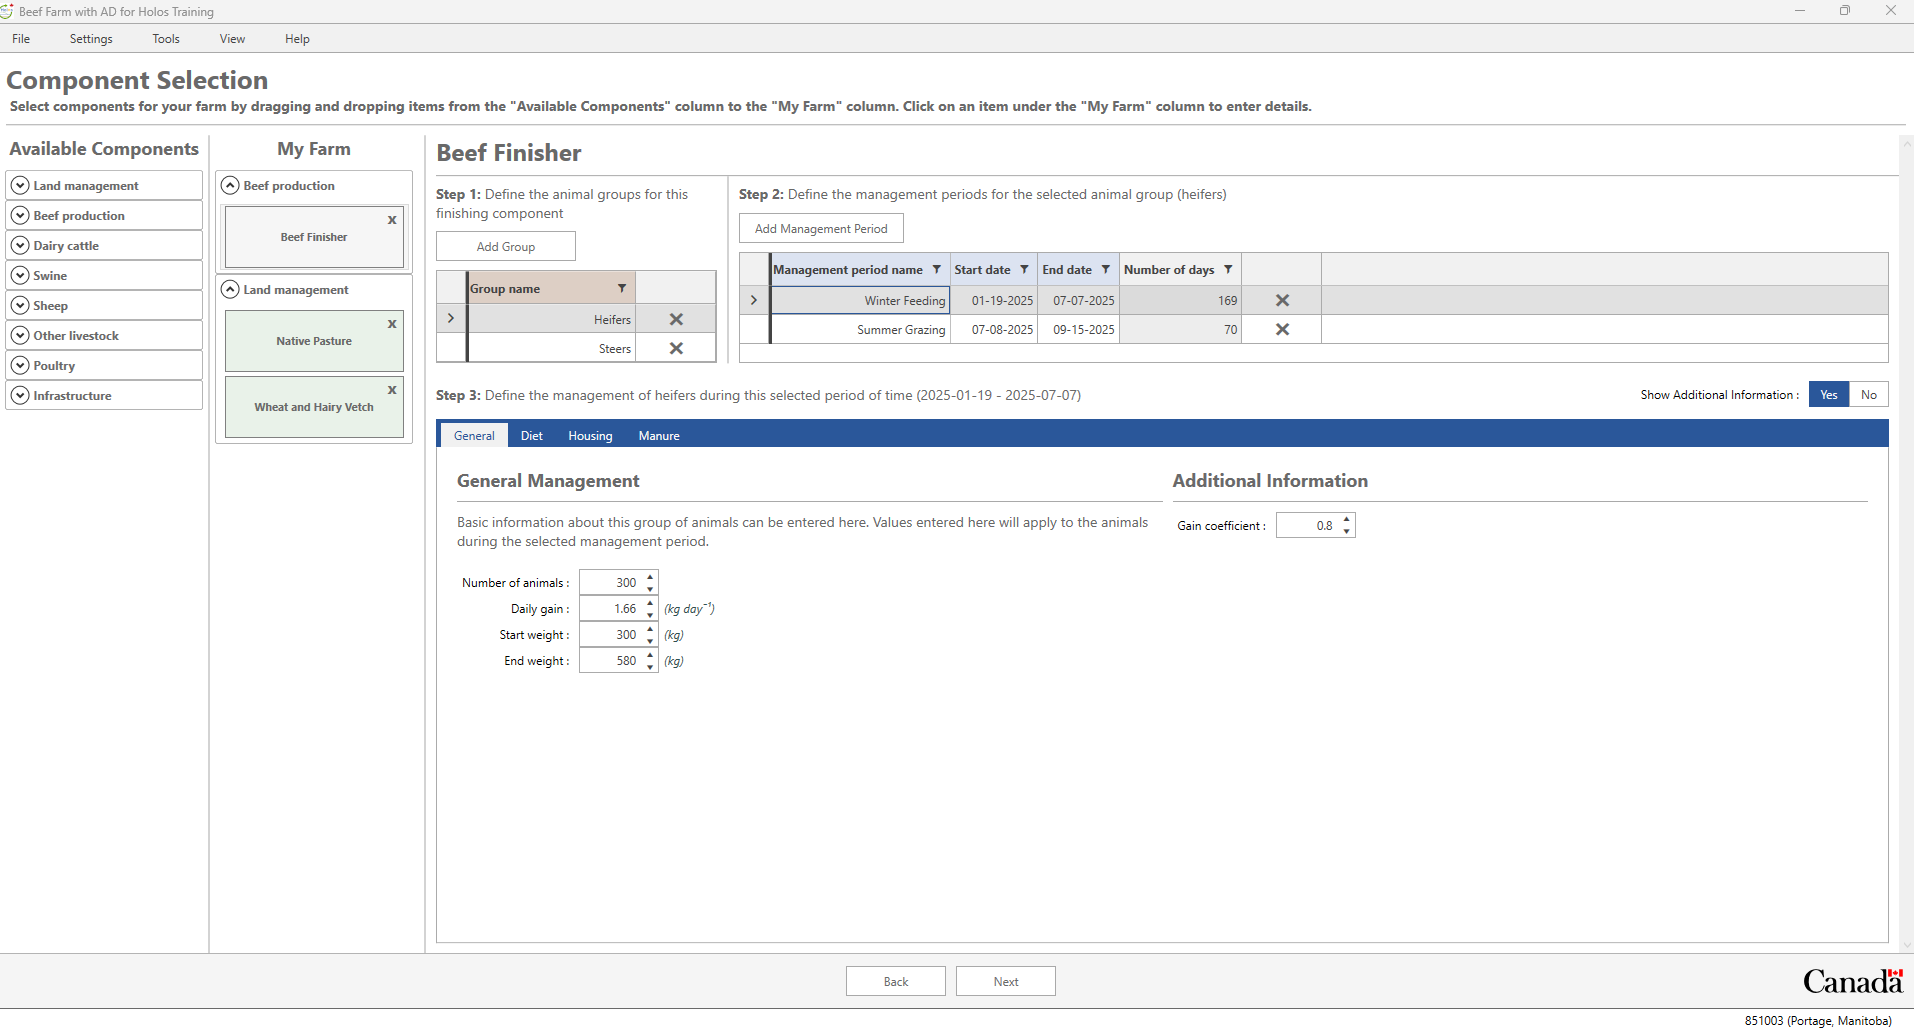 Beef Farm with AD for Holos Training
File Settings Tools View Help
Component Selection
Select components for your farm by dragging and dropping items from the "Available Components" column to the "My Farm" column. Click on an item under the "My Farm" column to enter details.
Available Components
Land management
Beef production
Dairy cattle
Swine
Sheep
Other livestock
Poultry
Infrastructure
My Farm
Beef production
x
Beef Finisher
Land management
x
Native Pasture
x
Wheat and Hairy Vetch
Beef Finisher
Step 1: Define the animal groups for this
finishing component
Add Group
Group name
Heifers
Steers
Step 2: Define the management periods for the selected animal group (heifers)
Add Management Period
Management period name Start date End date Number of days
Winter Feeding 01-19-2025 07-07-2025 169
Summer Grazing 07-08-2025 09-15-2025 70
Step 3: Define the management of heifers during this selected period of time (2025-01-19 - 2025-07-07)
Show Additional Information : Yes No
General Diet Housing Manure
General Management
Basic information about this group of animals can be entered here. Values entered here will apply to the animals
during the selected management period.
Number of animals : 300
Daily gain : 1.66 (kg day⁻¹)
Start weight : 300 (kg)
End weight : 580 (kg)
Additional Information
Gain coefficient : 0.8
Back Next
Canada
851003 (Portage, Manitoba)